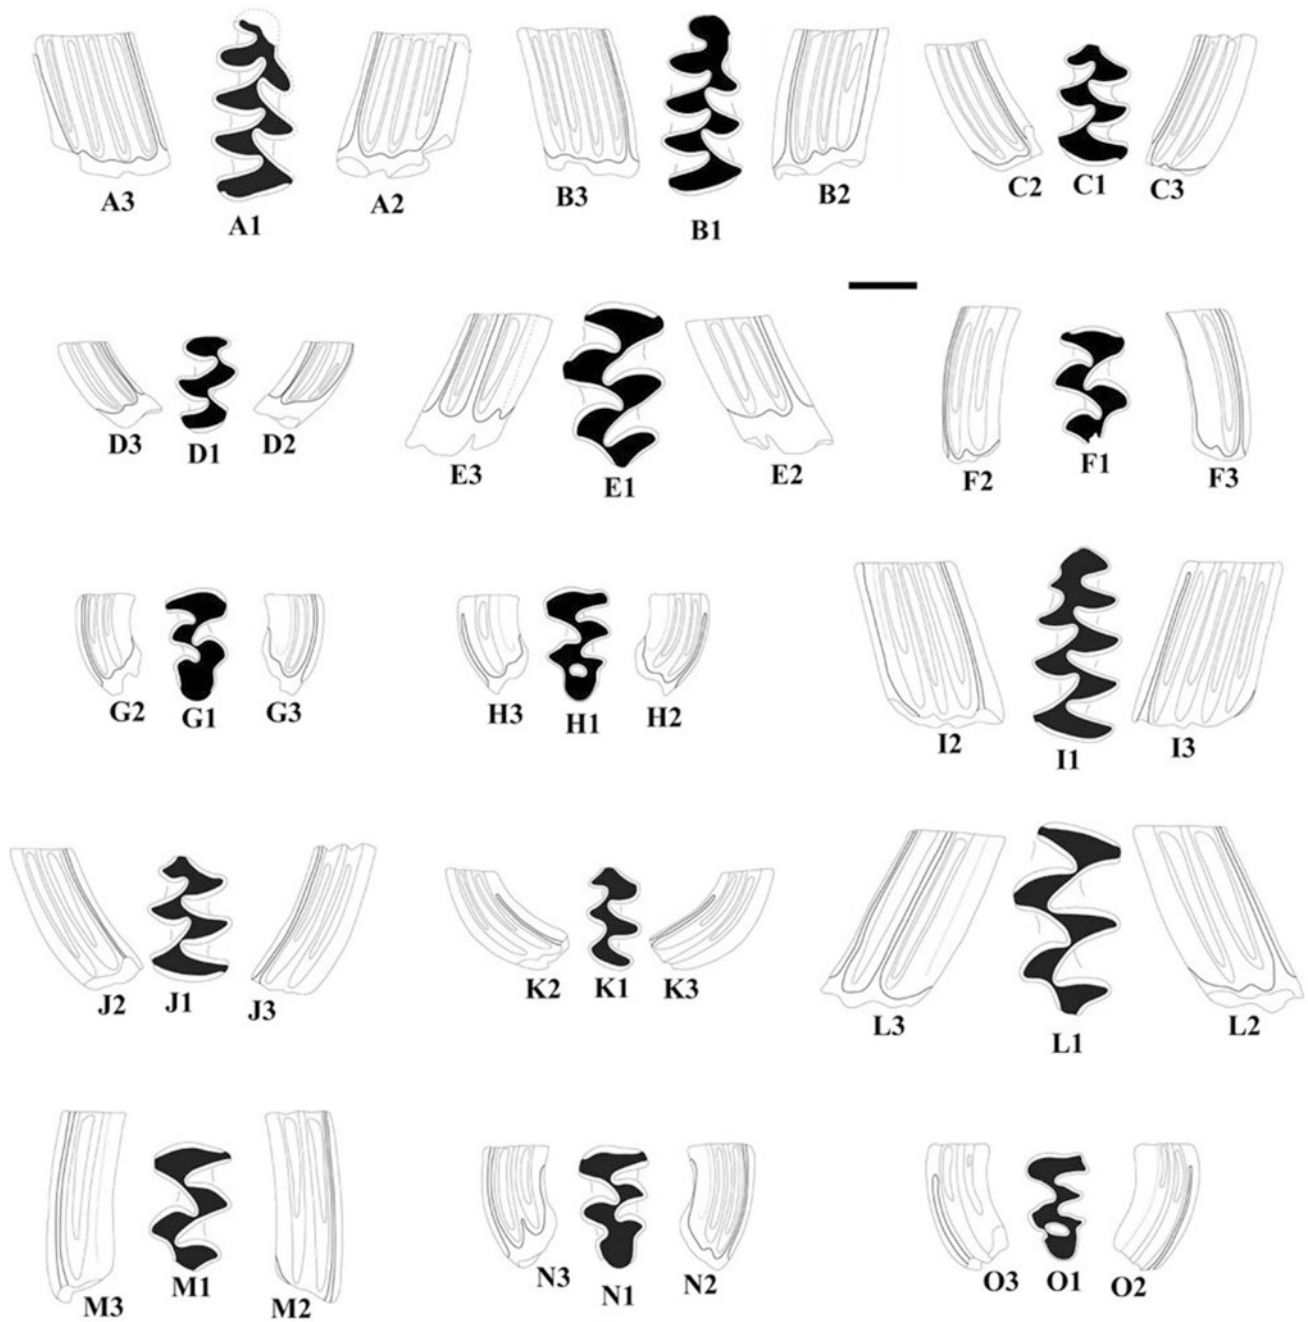 A3 A1 A2 B3 B1 B2 C2 C1 C3
D3 D1 D2 E3 E1 E2 F2 F1 F3
G2 G1 G3 H3 H1 H2 I2 I1 I3
J2 J1 J3 K2 K1 K3 L3 L1 L2
M3 M1 M2 N3 N1 N2 O3 O1 O2